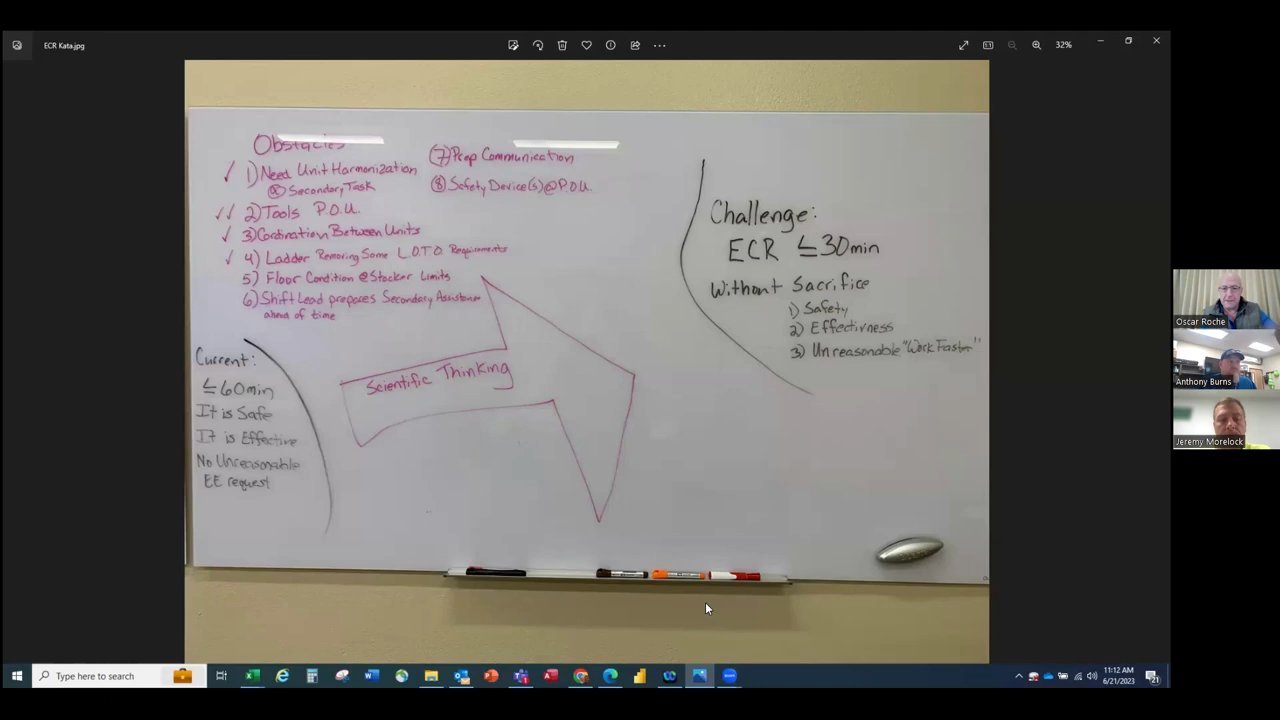 ECR Kata.jpg
32%
Obstacles
✓ 1) Need Unit Harmonization
Secondary Task
✓✓ 2) Tools P.O.U.
✓ 3) Cordination Between Units
✓ 4) Ladder Removing Some L.O.T.O. Requirements
5) Floor Condition @ Stacker Limits
6) Shift Lead prepares Secondary Assistance
ahead of time
⑦ Prep Communication
⑧ Safety Device(s) @ P.O.U.
Current:
≤ 60min
It is Safe
It is Effective
No Unreasonable
EE request
Scientific Thinking
Challenge:
ECR ≤ 30min
Without Sacrifice
1) Safety
2) Effectivness
3) Unreasonable "Work Faster"
Oscar Roche
Anthony Burns
Jeremy Morelock
Type here to search
11:12 AM
6/21/2023
21